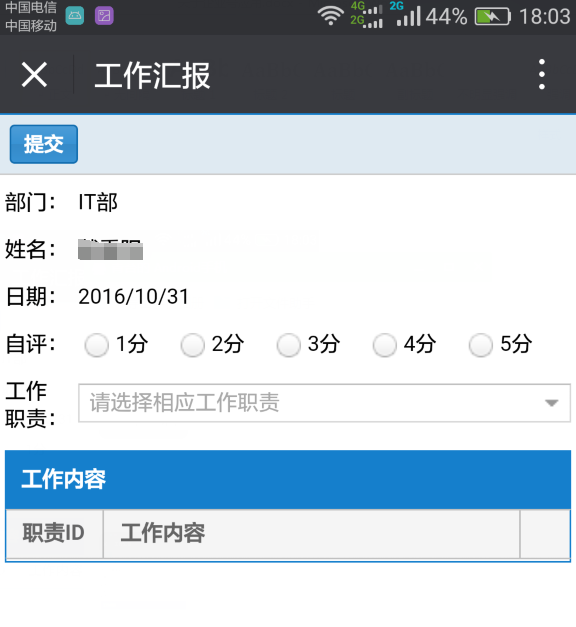 中国电信
中国移动
4G
2G
2G
44%
18:03
工作汇报
提交
部门： IT部
姓名：
日期： 2016/10/31
自评： 1分 2分 3分 4分 5分
工作
职责： 请选择相应工作职责
工作内容
职责ID 工作内容